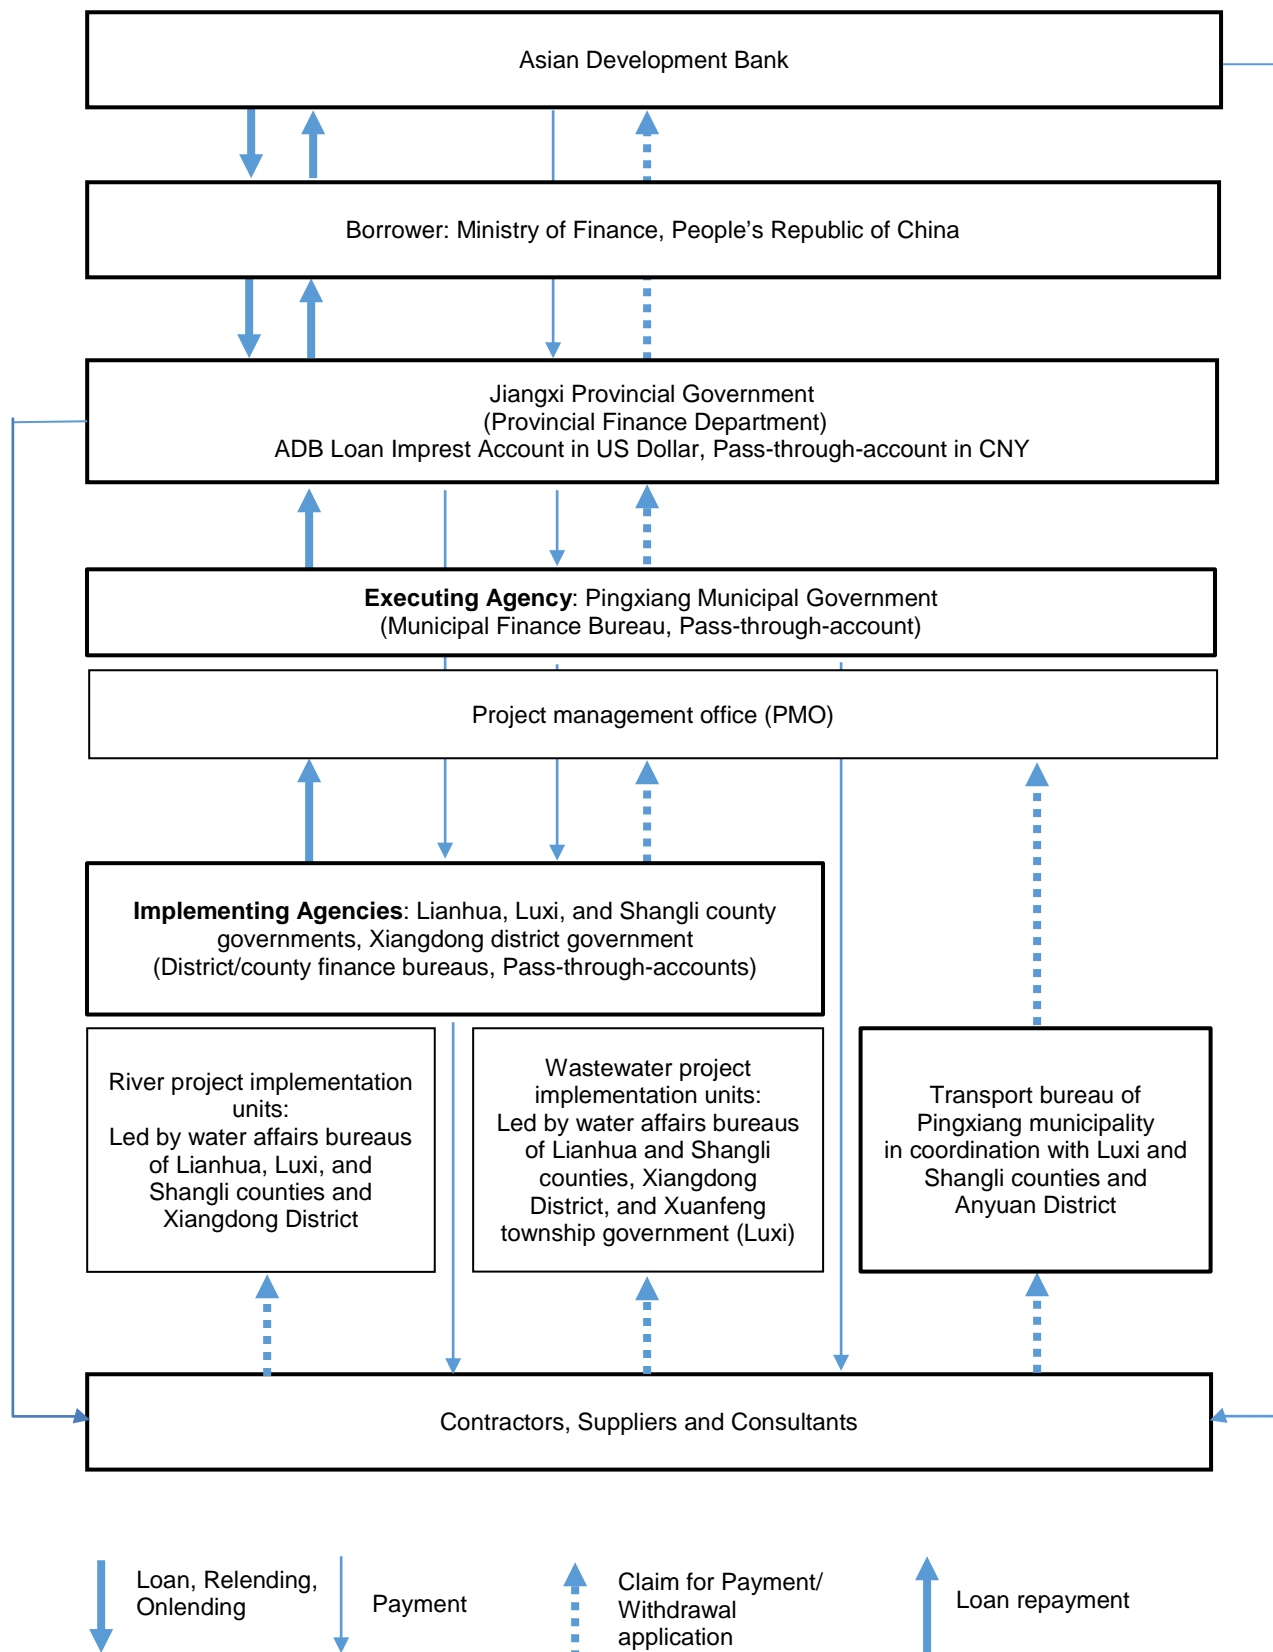 Asian Development Bank
Borrower: Ministry of Finance, People's Republic of China
Jiangxi Provincial Government
(Provincial Finance Department)
ADB Loan Imprest Account in US Dollar, Pass-through-account in CNY
Executing Agency: Pingxiang Municipal Government
(Municipal Finance Bureau, Pass-through-account)
Project management office (PMO)
Implementing Agencies: Lianhua, Luxi, and Shangli county
governments, Xiangdong district government
(District/county finance bureaus, Pass-through-accounts)
River project implementation
units:
Led by water affairs bureaus
of Lianhua, Luxi, and
Shangli counties and
Xiangdong District
Wastewater project
implementation units:
Led by water affairs bureaus
of Lianhua and Shangli
counties, Xiangdong
District, and Xuanfeng
township government (Luxi)
Transport bureau of
Pingxiang municipality
in coordination with Luxi and
Shangli counties and
Anyuan District
Contractors, Suppliers and Consultants
Loan, Relending,
Onlending
Payment
Claim for Payment/
Withdrawal
application
Loan repayment